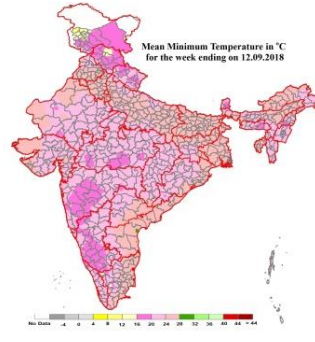 Mean Minimum Temperature in °C
for the week ending on 12.09.2018
No Data -4 0 4 8 12 16 20 24 28 32 36 40 44 > 44